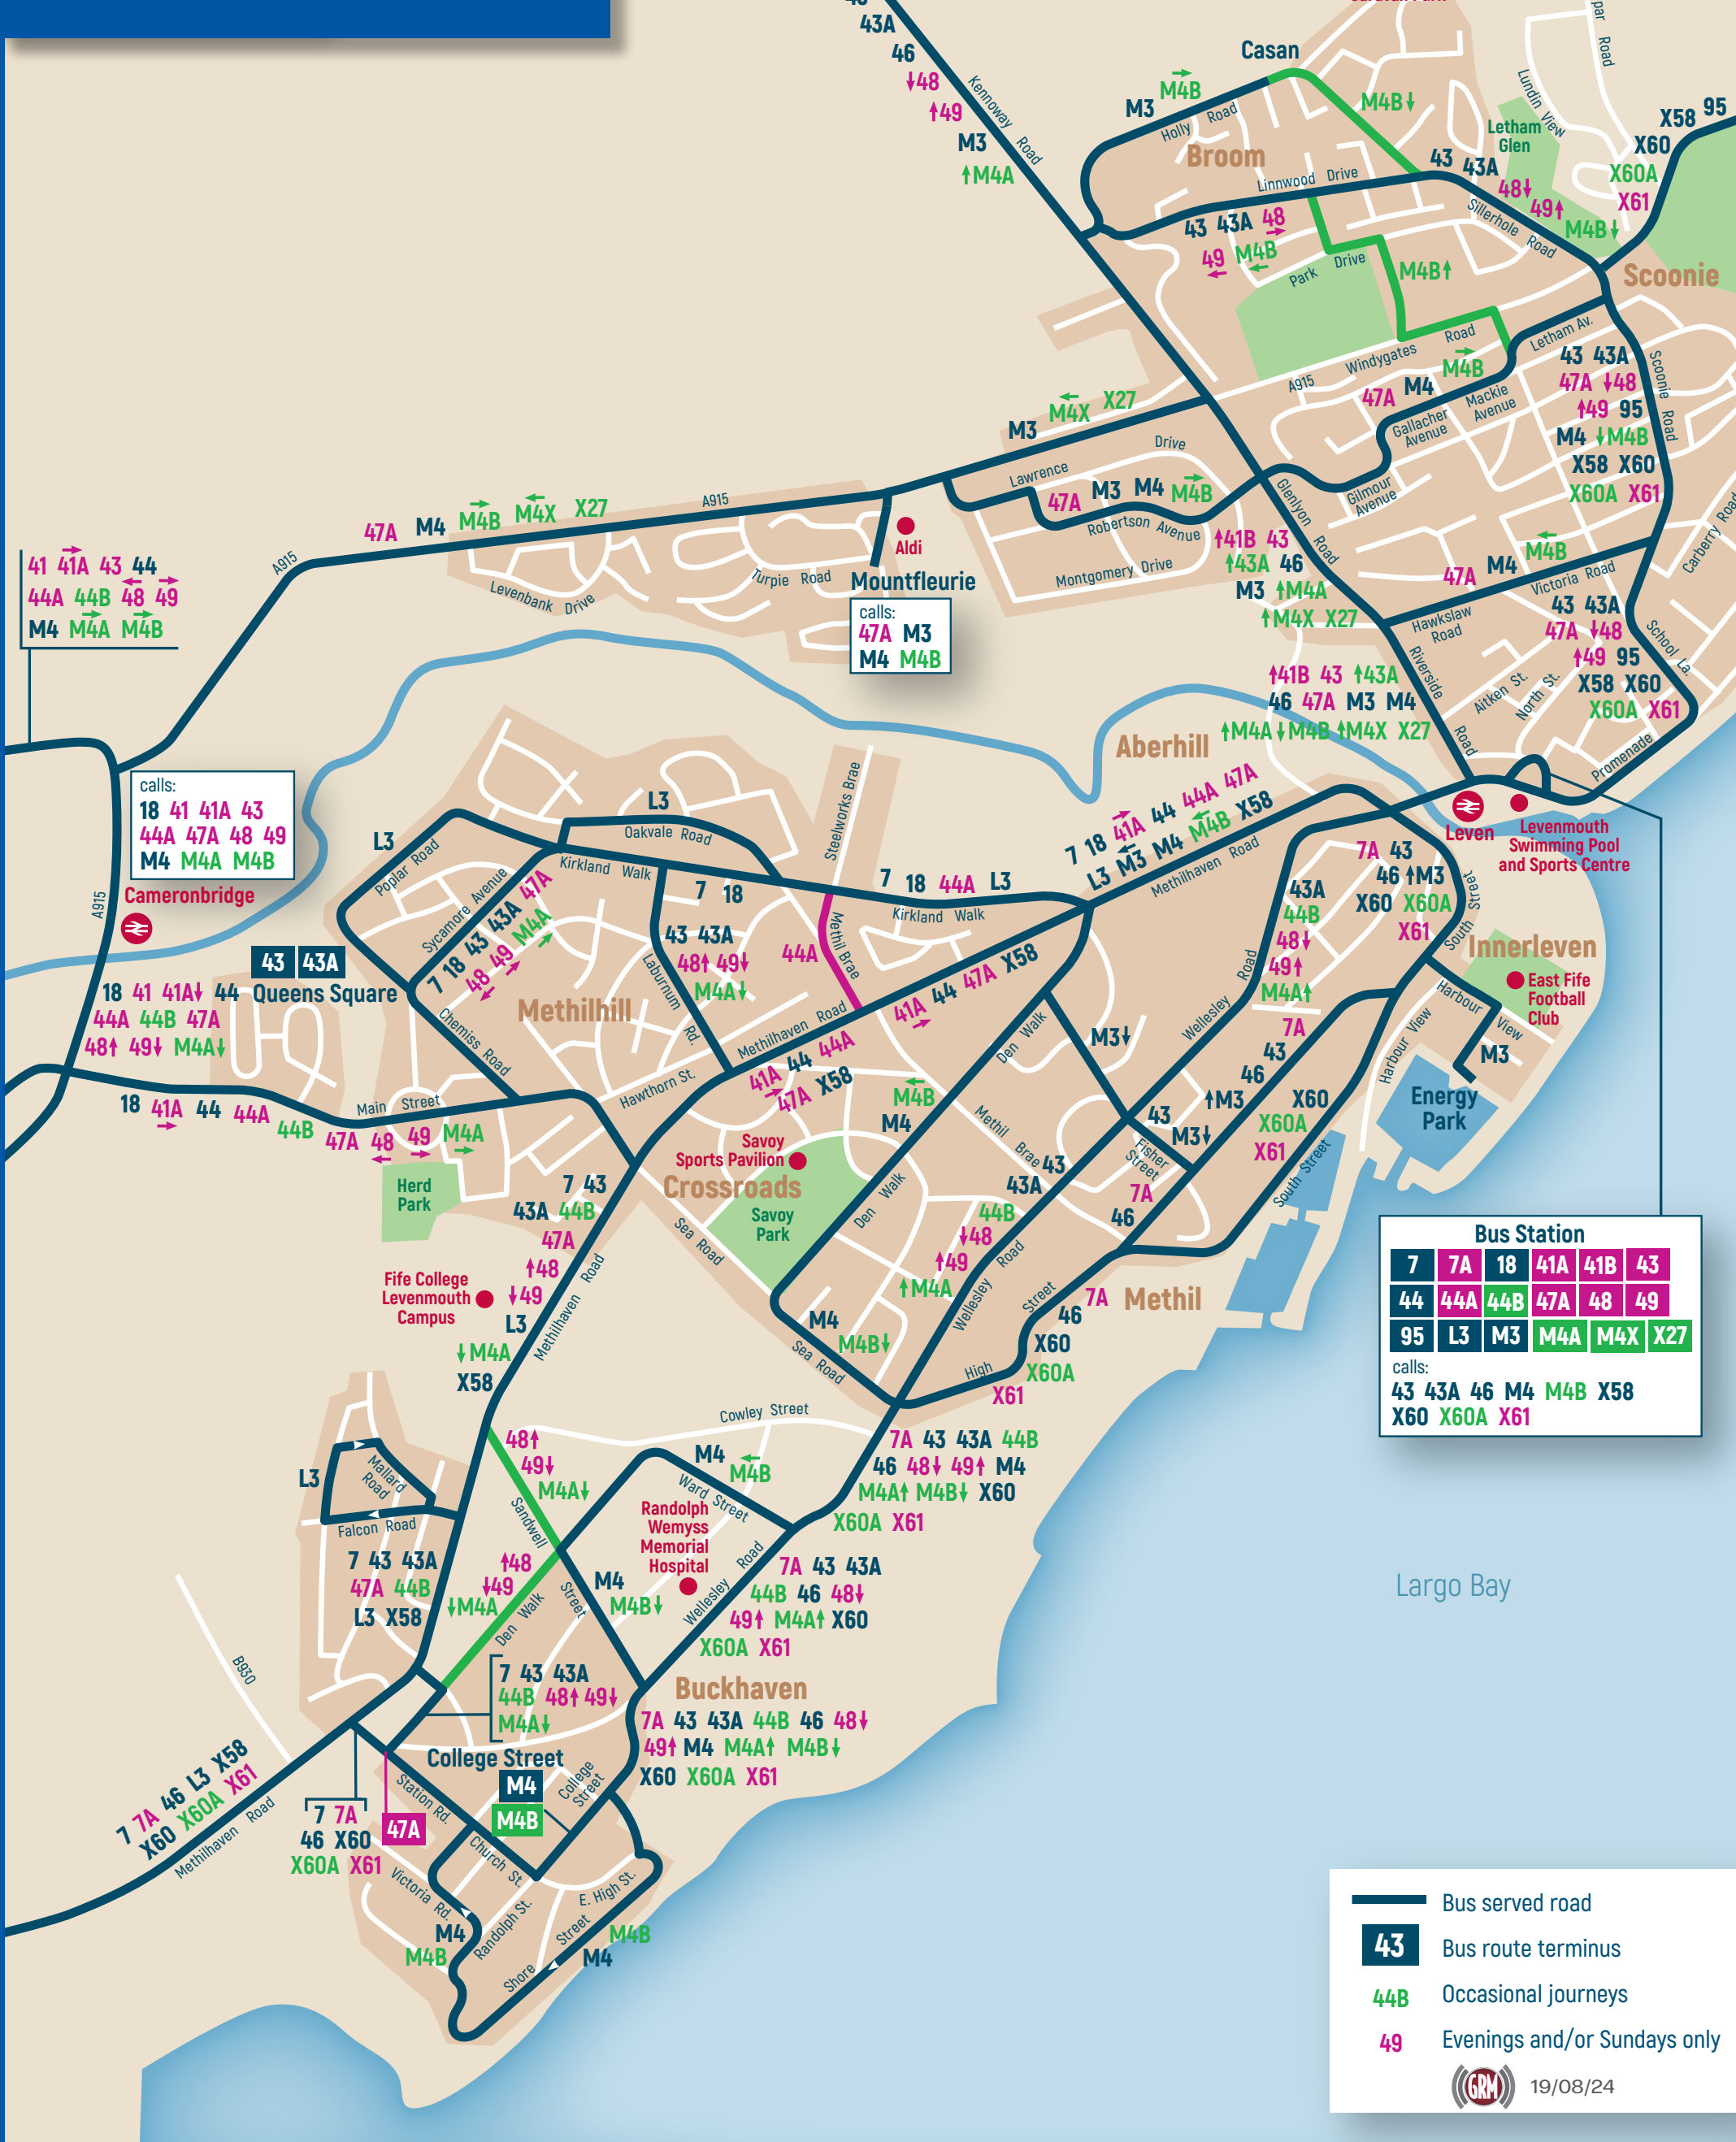 43A
46
↓48
↑49
M3
↑M4A
Kennoway Road
Casan
M3
M4B
→
Holly Road
M4B↓
Broom
Linnwood Drive
43 43A 48
→
49 M4B
← ←
Park Drive
M4B↑
Lundin View
Letham
Glen
43 43A
48↓
49↑
M4B↓
Sillerhole Road
X58 95
X60
X60A
X61
Scoonie
A915 Windygates Road
→
M4B
Letham Av.
47A M4
Gallacher
Avenue
Mackie
Avenue
Gilmour
Avenue
43 43A
47A ↓48
↑49 95
M4 ↓M4B
X58 X60
X60A X61
Scoonie Road
Carberry Road
M3
←
M4X X27
Lawrence Drive
47A M3 M4 M4B
→
Robertson Avenue
Montgomery Drive
Glenlyon Road
↑41B 43
↑43A 46
M3 ↑M4A
↑M4X X27
←
M4B
47A M4
Victoria Road
Hawkslaw
Road
43 43A
47A ↓48
↑49 95
X58 X60
X60A X61
School La.
Aitken St.
North St.
Promenade
Riverside Road
↑41B 43 ↑43A
46 47A M3 M4
↑M4A ↓M4B ↑M4X X27
47A M4 M4B M4X X27
→ ←
A915
A915
Levenbank Drive
Turpie Road
Aldi
Mountfleurie
calls:
47A M3
M4 M4B
41 41A 43 44
→
44A 44B 48 49
← →
M4 M4A M4B
→ →
calls:
18 41 41A 43
44A 47A 48 49
M4 M4A M4B
A915
Cameronbridge
43 43A
Queens Square
18 41 41A↓ 44
44A 44B 47A
48↑ 49↓ M4A↓
18 41A 44 44A 44B 47A 48 49 M4A
→ ← → →
Main Street
Herd
Park
L3
Poplar Road
Sycamore Avenue
7 18 43 43A 47A
48 49 M4A
← → →
Chemiss Road
Methilhill
L3
Oakvale Road
Kirkland Walk
7 18
43 43A
48↑ 49↓
M4A↓
Laburnum Rd.
Steelworks Brae
44A
Methil Brae
7 18 44A L3
Kirkland Walk
Aberhill
7 18 41A 44 44A 47A
→
L3 M3 M4 M4B X58
← ←
Methilhaven Road
Methilhaven Road
41A 44 47A X58
→
41A 44 44A
→
47A X58
Hawthorn St.
Leven
Levenmouth
Swimming Pool
and Sports Centre
7A 43
46 ↑M3
X60 X60A
X61
South Street
43A
44B
48↓
49↑
M4A↑
Wellesley Road
Innerleven
East Fife
Football
Club
Harbour View
M3
Energy
Park
Harbour View
7A
43
46
↑M3
X60
X60A
X61
South Street
Den Walk
M3↓
43
M3↓
Fisher
Street
7A
46
←
M4B
M4
Methil Brae
Den Walk
43
43A
44B
↓48
↑49
↑M4A
Wellesley Road
Savoy
Sports Pavilion
Crossroads
Savoy
Park
Sea Road
M4
M4B↓
Sea Road
High Street
7A
46
X60
X60A
X61
Methil
7 43
43A 44B
47A
↑48
↓49
L3
↓M4A
X58
Methilhaven Road
Fife College
Levenmouth
Campus
Bus Station
7 7A 18 41A 41B 43
44 44A 44B 47A 48 49
95 L3 M3 M4A M4X X27
calls:
43 43A 46 M4 M4B X58
X60 X60A X61
Cowley Street
7A 43 43A 44B
46 48↓ 49↑ M4
M4A↑ M4B↓ X60
X60A X61
48↑
49↓
M4A↓
Sandwell Street
M4
←
M4B
Ward Street
Randolph
Wemyss
Memorial
Hospital
L3
Mallard
Road
Falcon Road
7 43 43A
47A 44B
L3 X58
↑48
↓49
↓M4A
Den Walk
M4
M4B↓
Wellesley Road
7A 43 43A
44B 46 48↓
49↑ M4A↑ X60
X60A X61
Largo Bay
B930
7 43 43A
44B 48↑ 49↓
M4A↓
Buckhaven
7A 43 43A 44B 46 48↓
49↑ M4 M4A↑ M4B↓
X60 X60A X61
College Street
M4
M4B
College
Street
Station Rd.
7 7A 46 L3 X58
X60 X60A X61
Methilhaven Road
7 7A
46 X60
X60A X61
47A
Church St.
Victoria Rd.
Randolph St.
E. High St.
Shore Street
M4
M4B
M4B
M4
Bus served road
43 Bus route terminus
44B Occasional journeys
49 Evenings and/or Sundays only
GRM 19/08/24